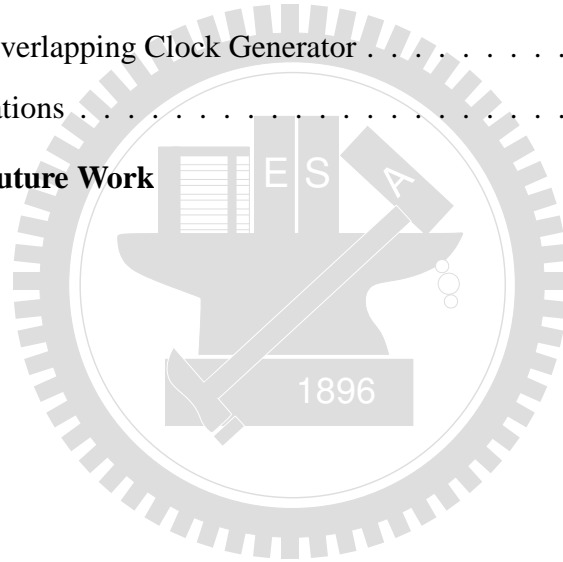 verlapping Clock Generator . . . . . . . . .
ations . . . . . . . . . . . . . . . . . . . . .
uture Work
E S A
1896